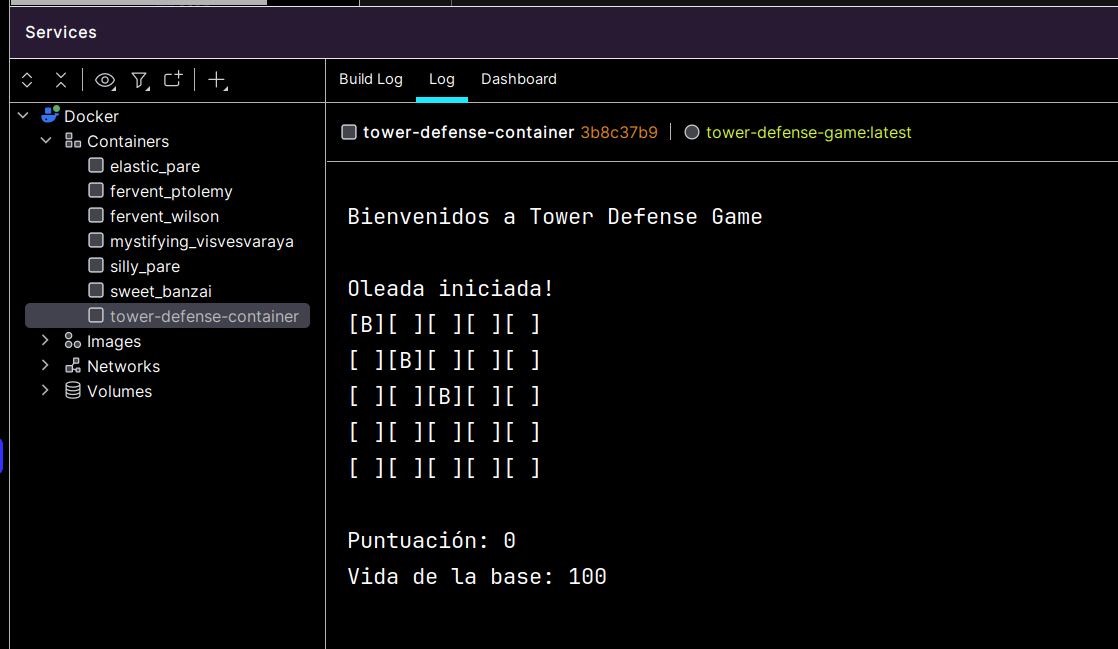 Services
Build Log Log Dashboard
Docker
Containers
elastic_pare
fervent_ptolemy
fervent_wilson
mystifying_visvesvaraya
silly_pare
sweet_banzai
tower-defense-container
Images
Networks
Volumes
tower-defense-container 3b8c37b9 tower-defense-game:latest
Bienvenidos a Tower Defense Game
Oleada iniciada!
[B][ ][ ][ ][ ]
[ ][B][ ][ ][ ]
[ ][ ][B][ ][ ]
[ ][ ][ ][ ][ ]
[ ][ ][ ][ ][ ]
Puntuación: 0
Vida de la base: 100